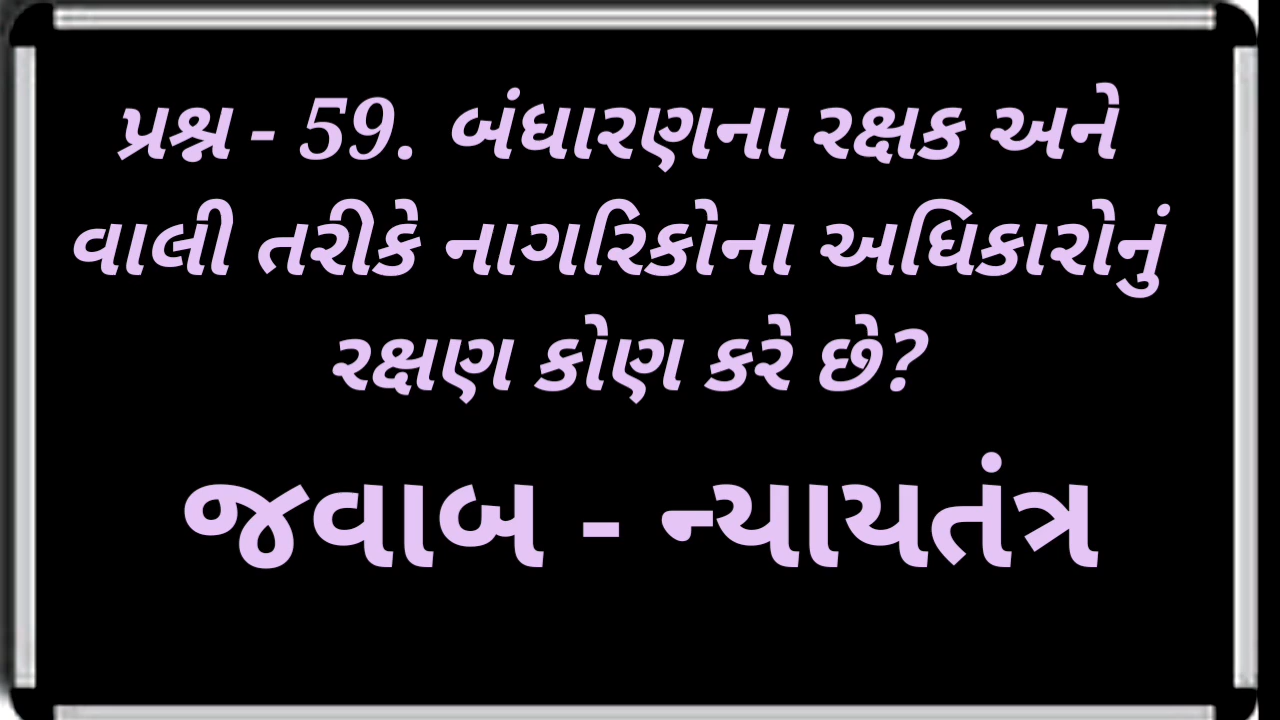 પ્રશ્ન - 59. બંધારણના રક્ષક અને
વાલી તરીકે નાગરિકોના અધિકારોનું
રક્ષણ કોણ કરે છે?
જવાબ - ન્યાયતંત્ર